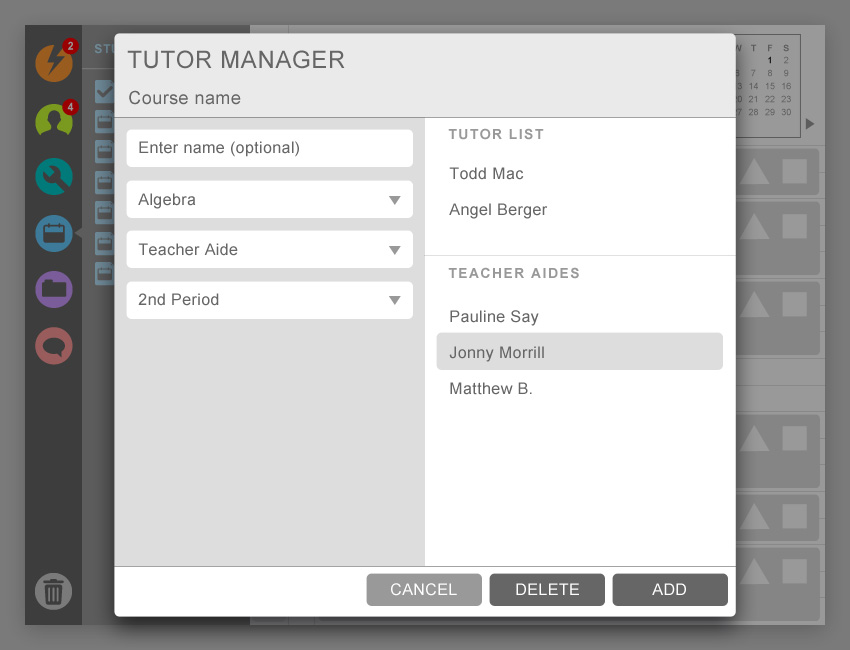 2
4
TUTOR MANAGER
Course name
Enter name (optional)
Algebra
Teacher Aide
2nd Period
TUTOR LIST
Todd Mac
Angel Berger
TEACHER AIDES
Pauline Say
Jonny Morrill
Matthew B.
CANCEL
DELETE
ADD
T F S
1 2
7 8 9
13 14 15 16
20 21 22 23
27 28 29 30